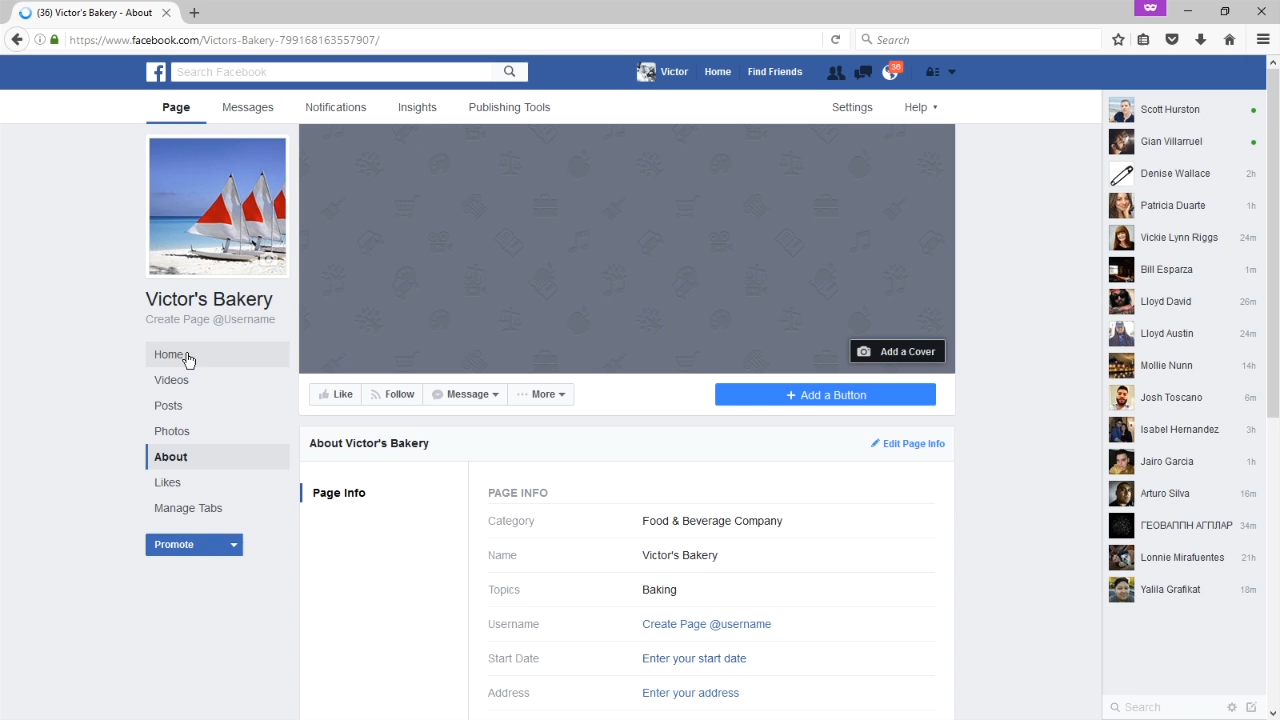 (36) Victor's Bakery - About
https://www.facebook.com/Victors-Bakery-799168163557907/
Search
Search Facebook
Victor
Home
Find Friends
36
Page
Messages
Notifications
Insights
Publishing Tools
Settings
Help
Victor's Bakery
Create Page @Username
Home
Videos
Posts
Photos
About
Likes
Manage Tabs
Promote
Add a Cover
Like
Follow
Message
More
+ Add a Button
About Victor's Bakery
Edit Page Info
Page Info
PAGE INFO
Category Food & Beverage Company
Name Victor's Bakery
Topics Baking
Username Create Page @username
Start Date Enter your start date
Address Enter your address
Scott Hurston
Gian Villarruel
Denise Wallace 2h
Patricia Duarte 1h
Vickie Lynn Riggs 24m
Bill Esparza 1m
Lloyd David 26m
Lloyd Austin 24m
Mollie Nunn 14h
Josh Toscano 6m
Isabel Hernandez 3h
Jairo Garcia 1h
Arturo Silva 16m
34m
Lonnie Mirafuentes 21h
Yalila Grafikat 18m
Search